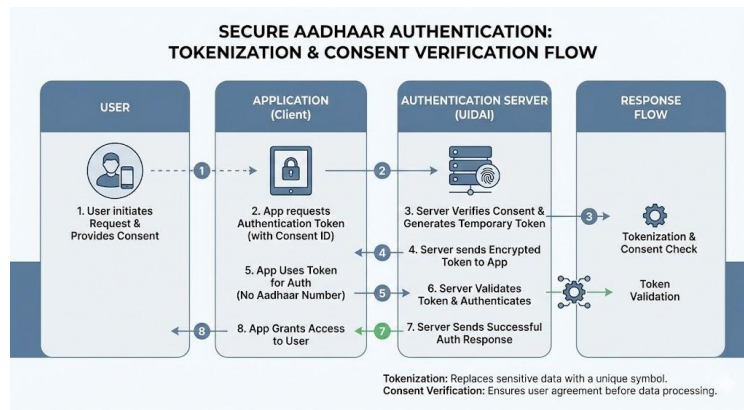 SECURE AADHAAR AUTHENTICATION:
TOKENIZATION & CONSENT VERIFICATION FLOW
USER
APPLICATION
(Client)
AUTHENTICATION SERVER
(UIDAI)
RESPONSE
FLOW
1
2
1. User initiates
Request &
Provides Consent
2. App requests
Authentication Token
(with Consent ID)
3. Server Verifies Consent &
Generates Temporary Token
3
Tokenization &
Consent Check
4
4. Server sends Encrypted
Token to App
5. App Uses Token
for Auth
(No Aadhaar Number)
5
6. Server Validates
Token & Authenticates
Token
Validation
8
8. App Grants Access
to User
7
7. Server Sends Successful
Auth Response
Tokenization: Replaces sensitive data with a unique symbol.
Consent Verification: Ensures user agreement before data processing.